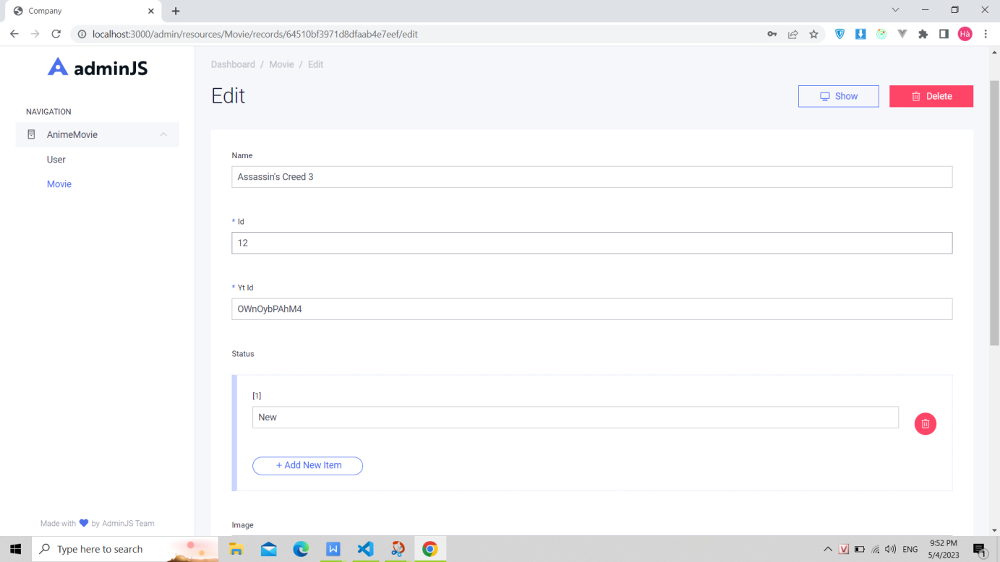 Company
localhost:3000/admin/resources/Movie/records/64510bf3971d8dfaab4e7eef/edit
Hà
adminJS
Dashboard / Movie / Edit
Edit
Show
Delete
NAVIGATION
AnimeMovie
User
Movie
Name
Assassin's Creed 3
* Id
12
* Yt Id
OWnOybPAhM4
Status
[1]
New
+ Add New Item
Image
Made with by AdminJS Team
Type here to search
ENG
9:52 PM
5/4/2023
1